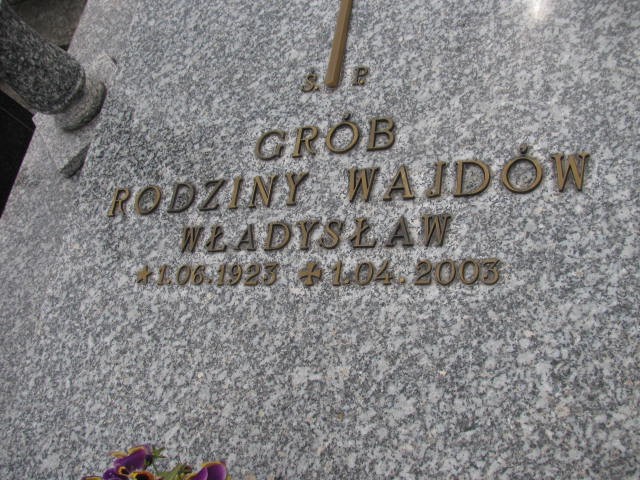 Ś. P.
GRÓB
RODZINY WAJDÓW
WŁADYSŁAW
★1.06.1923 ✠1.04.2003